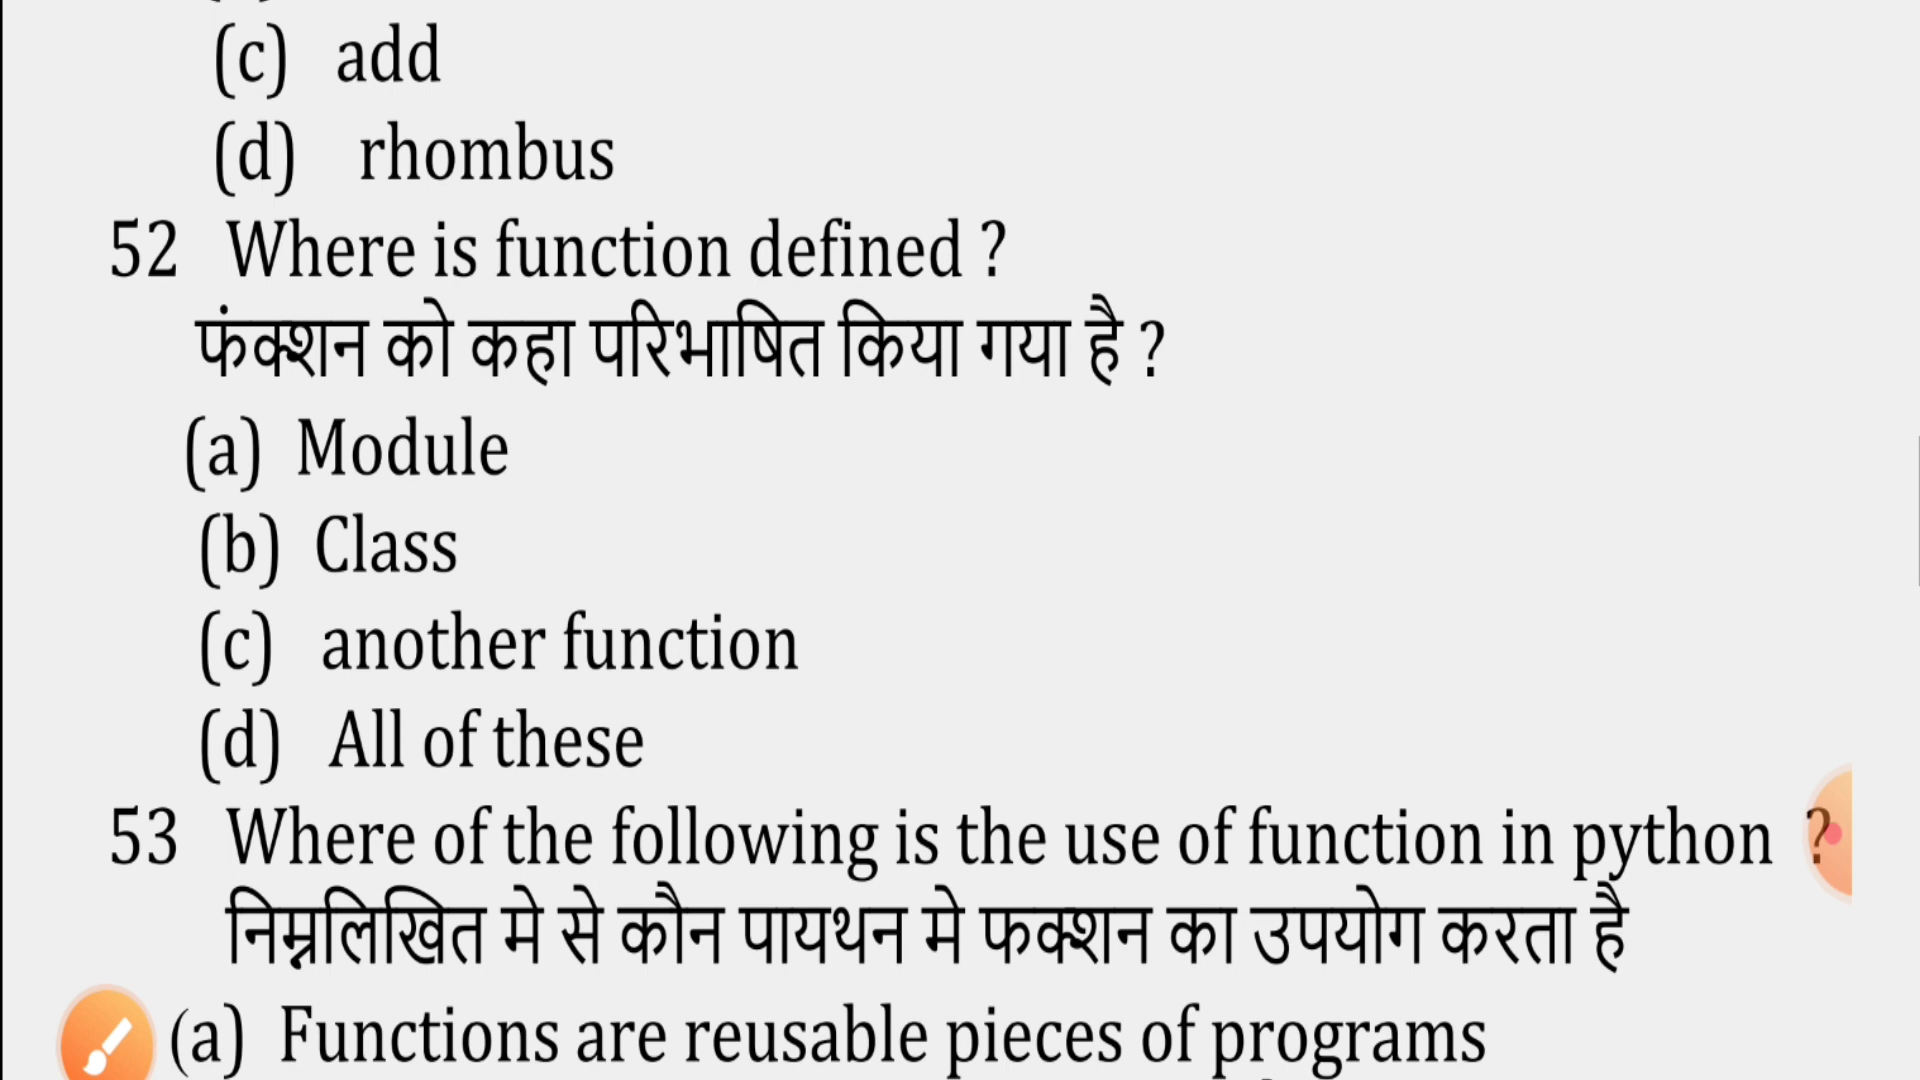 (c) add
(d) rhombus
52 Where is function defined ?
फंक्शन को कहा परिभाषित किया गया है ?
(a) Module
(b) Class
(c) another function
(d) All of these
53 Where of the following is the use of function in python ?
निम्नलिखित मे से कौन पायथन मे फक्शन का उपयोग करता है
(a) Functions are reusable pieces of programs